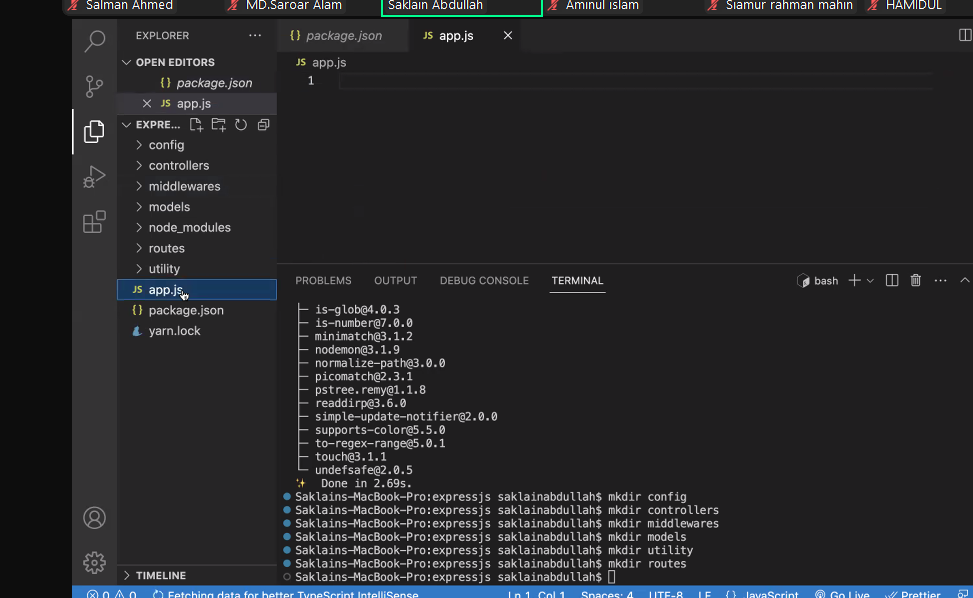 Salman Ahmed
MD.Saroar Alam
Saklain Abdullah
Aminul islam
Siamur rahman mahin
HAMIDUL
EXPLORER
OPEN EDITORS
{} package.json
JS app.js
EXPRE...
config
controllers
middlewares
models
node_modules
routes
utility
JS app.js
{} package.json
yarn.lock
TIMELINE
{} package.json
JS app.js
JS app.js
1
PROBLEMS
OUTPUT
DEBUG CONSOLE
TERMINAL
bash
├─ is-glob@4.0.3
├─ is-number@7.0.0
├─ minimatch@3.1.2
├─ nodemon@3.1.9
├─ normalize-path@3.0.0
├─ picomatch@2.3.1
├─ pstree.remy@1.1.8
├─ readdirp@3.6.0
├─ simple-update-notifier@2.0.0
├─ supports-color@5.5.0
├─ to-regex-range@5.0.1
├─ touch@3.1.1
└─ undefsafe@2.0.5
✨ Done in 2.69s.
Saklains-MacBook-Pro:expressjs saklainabdullah$ mkdir config
Saklains-MacBook-Pro:expressjs saklainabdullah$ mkdir controllers
Saklains-MacBook-Pro:expressjs saklainabdullah$ mkdir middlewares
Saklains-MacBook-Pro:expressjs saklainabdullah$ mkdir models
Saklains-MacBook-Pro:expressjs saklainabdullah$ mkdir utility
Saklains-MacBook-Pro:expressjs saklainabdullah$ mkdir routes
Saklains-MacBook-Pro:expressjs saklainabdullah$
0 0 Fetching data for better TypeScript IntelliSense Ln 1, Col 1 Spaces: 4 UTF-8 LF {} JavaScript Go Live Prettier